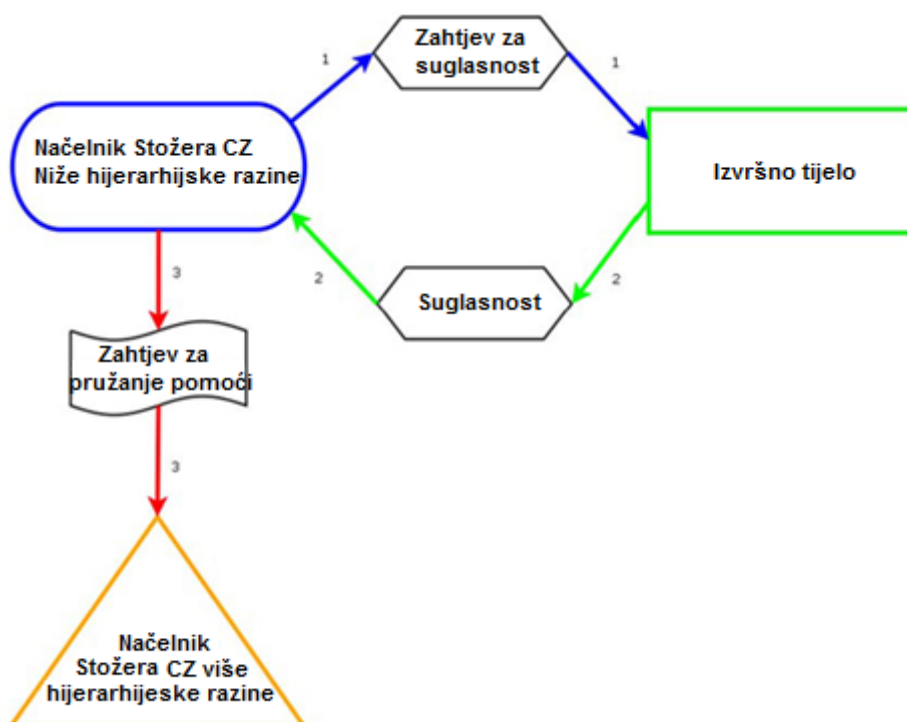 Zahtjev za
suglasnost
1
1
Načelnik Stožera CZ
Niže hijerarhijske razine
Izvršno tijelo
2
2
Suglasnost
3
Zahtjev za
pružanje pomoći
3
Načelnik
Stožera CZ više
hijerarhijeske razine